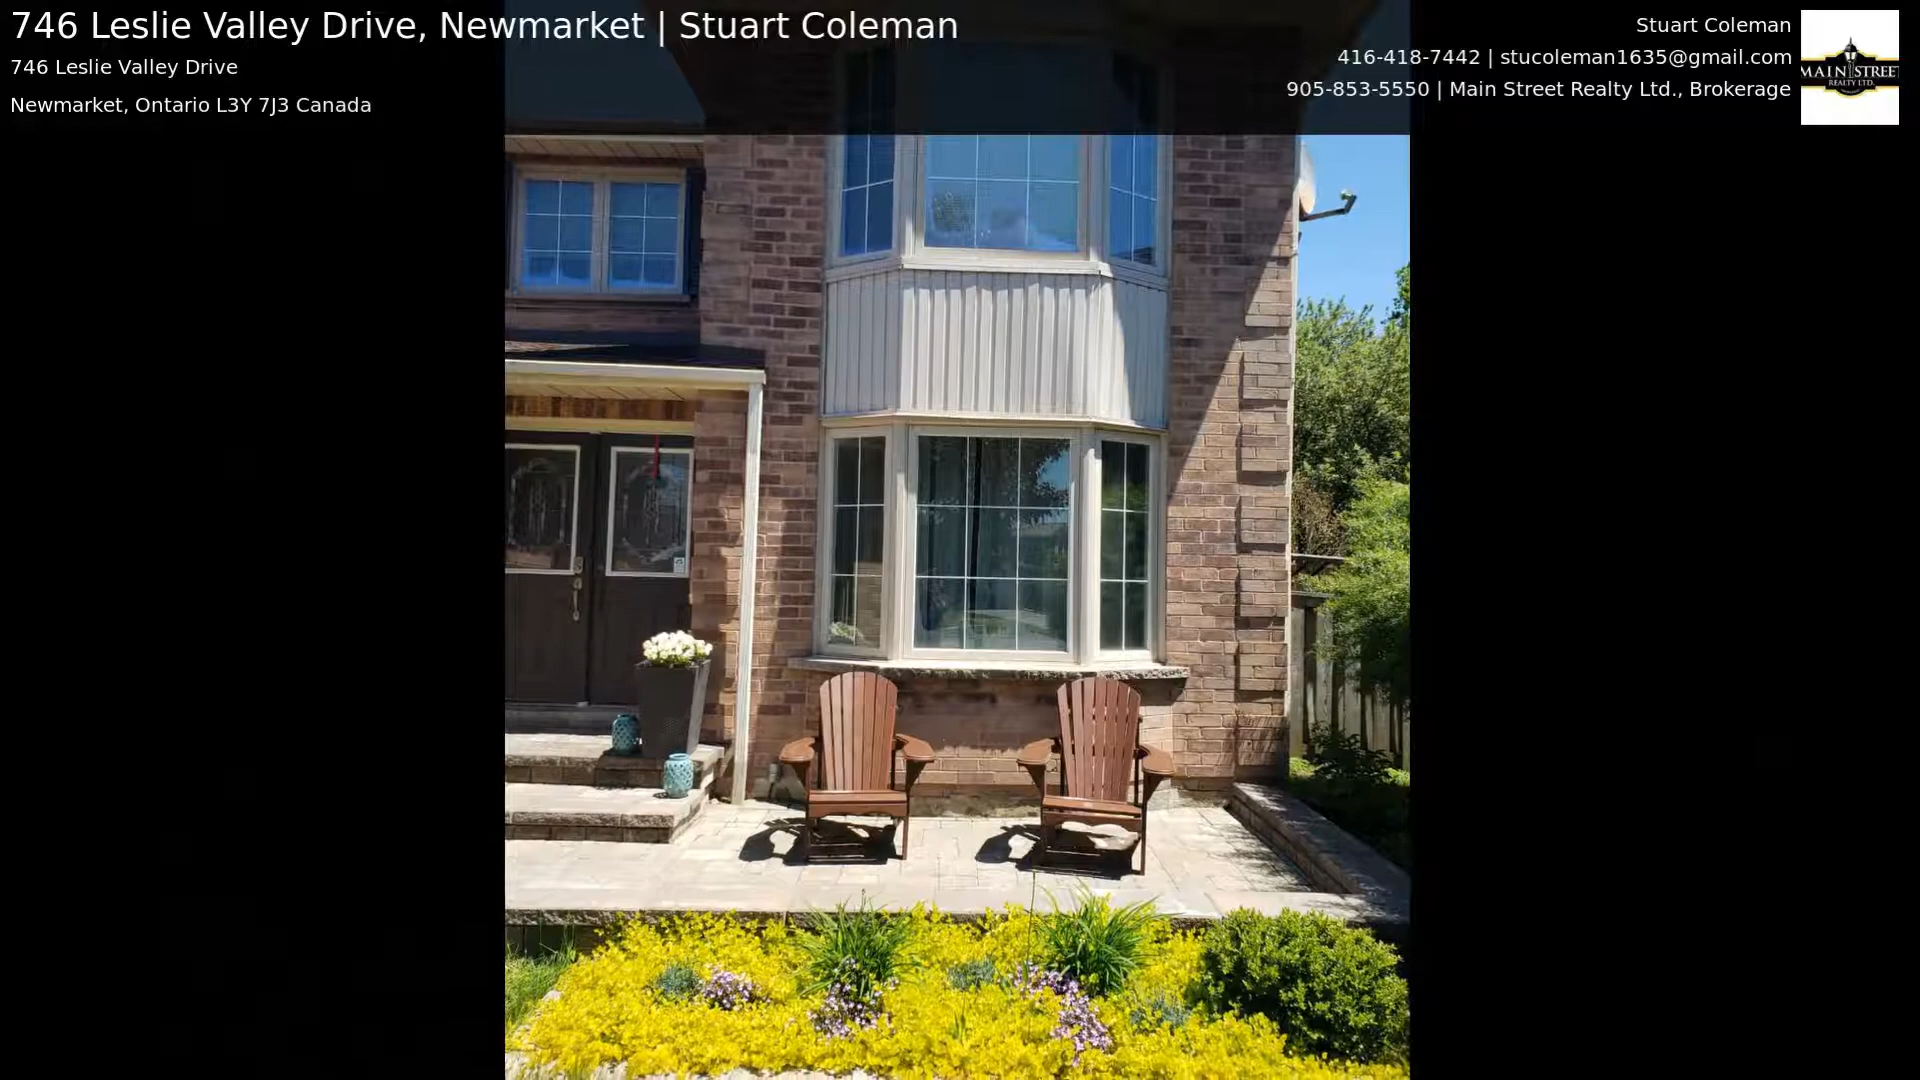 746 Leslie Valley Drive, Newmarket | Stuart Coleman
746 Leslie Valley Drive
Newmarket, Ontario L3Y 7J3 Canada
Stuart Coleman
416-418-7442 | stucoleman1635@gmail.com
905-853-5550 | Main Street Realty Ltd., Brokerage
MAIN STREET
REALTY LTD.